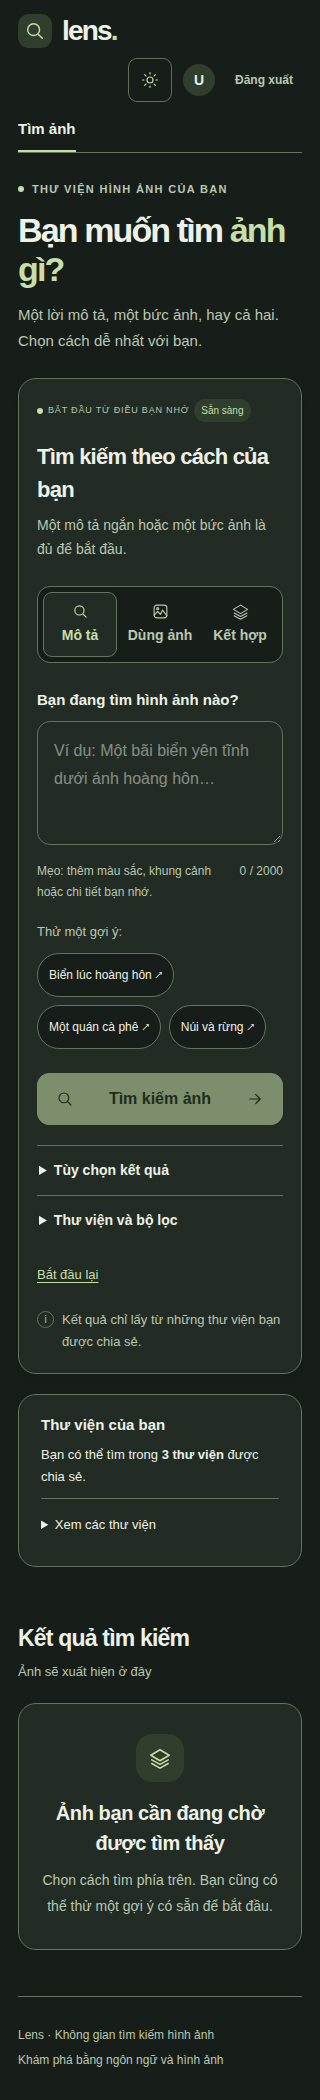 lens.
U
Đăng xuất
Tìm ảnh
THƯ VIỆN HÌNH ẢNH CỦA BẠN
Bạn muốn tìm ảnh
gì?
Một lời mô tả, một bức ảnh, hay cả hai.
Chọn cách dễ nhất với bạn.
BẮT ĐẦU TỪ ĐIỀU BẠN NHỚ
Sẵn sàng
Tìm kiếm theo cách của
bạn
Một mô tả ngắn hoặc một bức ảnh là
đủ để bắt đầu.
Mô tả
Dùng ảnh
Kết hợp
Bạn đang tìm hình ảnh nào?
Ví dụ: Một bãi biển yên tĩnh
dưới ánh hoàng hôn…
Mẹo: thêm màu sắc, khung cảnh
hoặc chi tiết bạn nhớ.
0 / 2000
Thử một gợi ý:
Biển lúc hoàng hôn ↗
Một quán cà phê ↗
Núi và rừng ↗
Tìm kiếm ảnh
Tùy chọn kết quả
Thư viện và bộ lọc
Bắt đầu lại
i
Kết quả chỉ lấy từ những thư viện bạn
được chia sẻ.
Thư viện của bạn
Bạn có thể tìm trong 3 thư viện được
chia sẻ.
Xem các thư viện
Kết quả tìm kiếm
Ảnh sẽ xuất hiện ở đây
Ảnh bạn cần đang chờ
được tìm thấy
Chọn cách tìm phía trên. Bạn cũng có
thể thử một gợi ý có sẵn để bắt đầu.
Lens · Không gian tìm kiếm hình ảnh
Khám phá bằng ngôn ngữ và hình ảnh